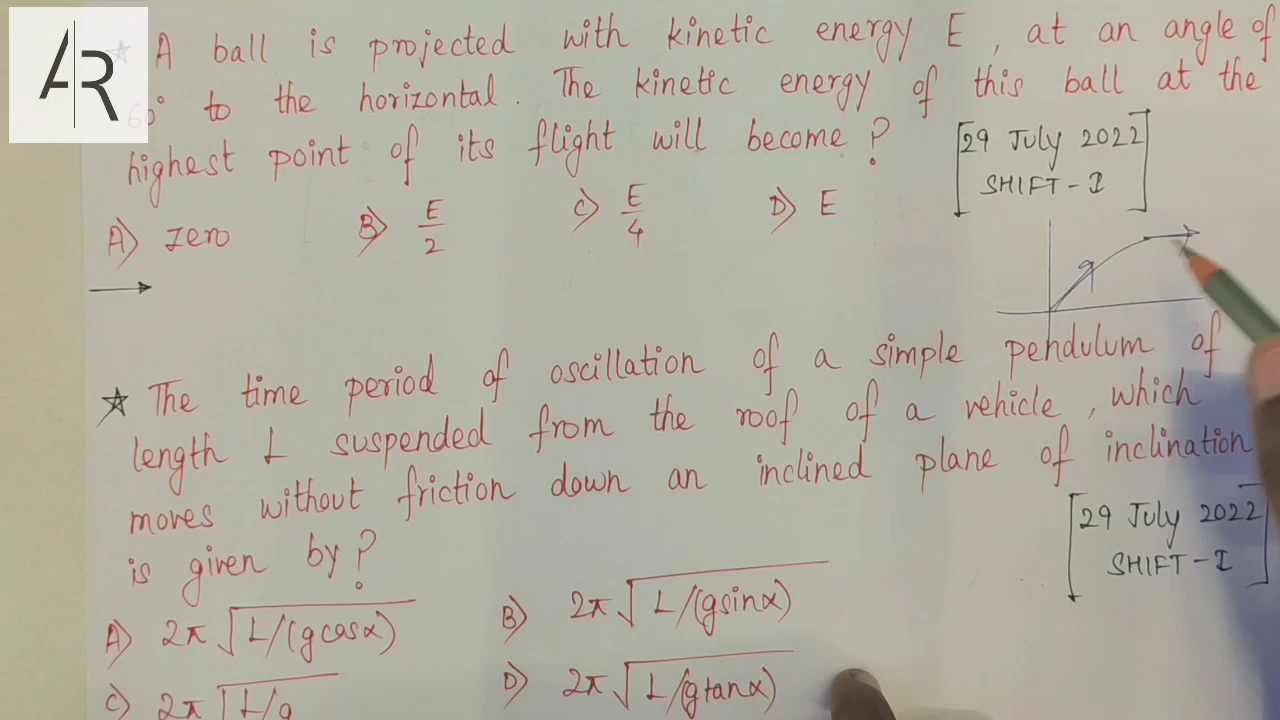 AR
☆ A ball is projected with kinetic energy E, at an angle of
60° to the horizontal. The kinetic energy of this ball at the
highest point of its flight will become?
[29 July 2022
SHIFT-I]
A) zero B) E/2 C) E/4 D) E
→
☆ The time period of oscillation of a simple pendulum of
length L suspended from the roof of a vehicle, which
moves without friction down an inclined plane of inclination
is given by?
[29 July 2022
SHIFT-I]
A) 2π√L/(gcosα) B) 2π√L/(gsinα)
C) 2π√L/g D) 2π√L/(gtanα)